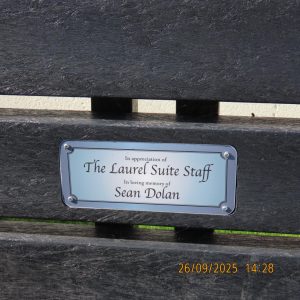 In appreciation of
The Laurel Suite Staff
In loving memory of
Sean Dolan
26/09/2025 14:28